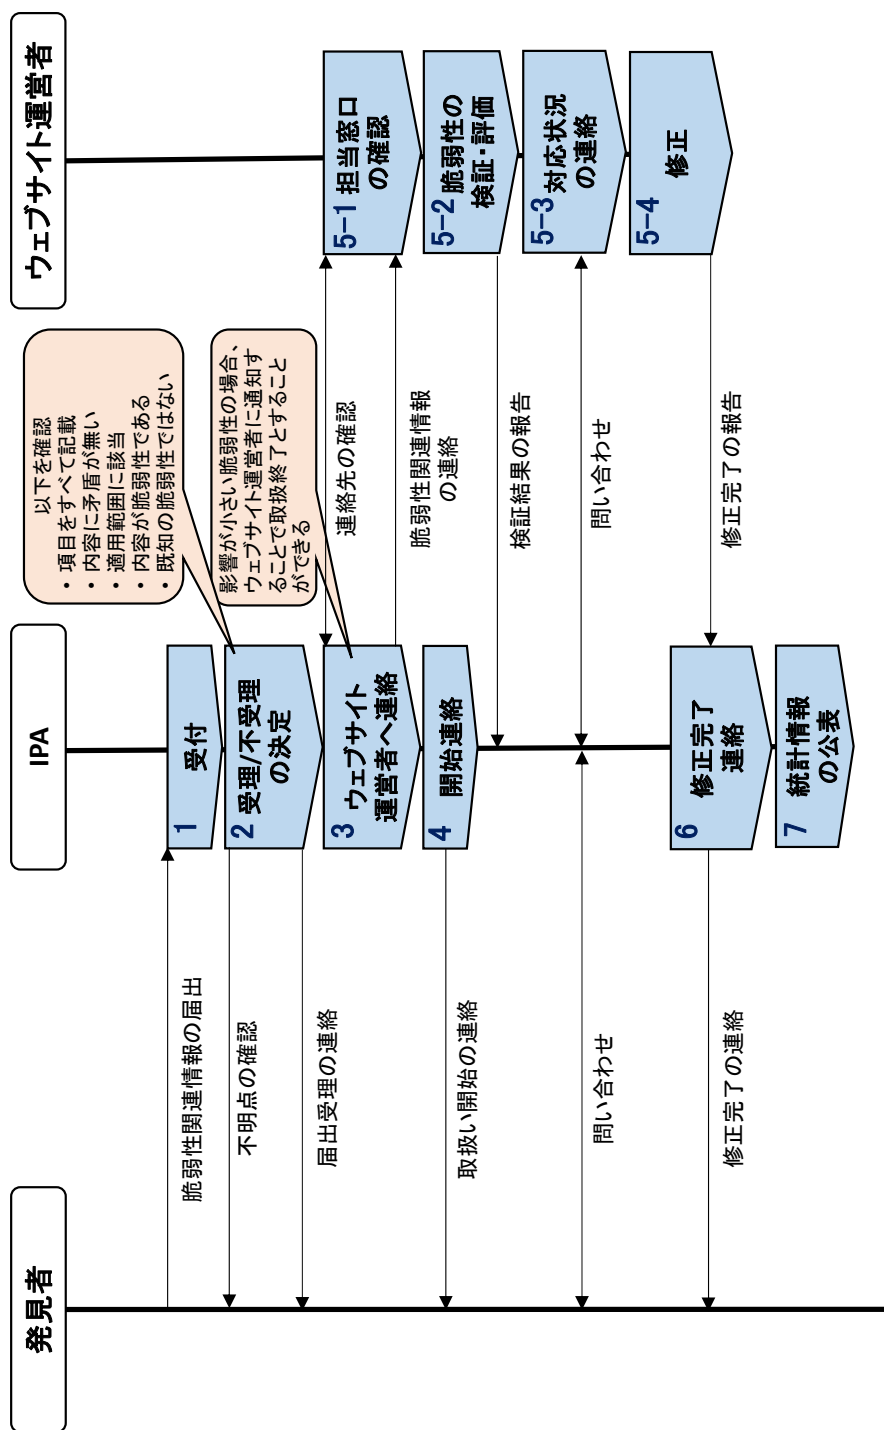 発見者
IPA
ウェブサイト運営者
脆弱性関連情報の届出
1 受付
不明点の確認
2 受理/不受理
の決定
以下を確認
・ 項目をすべて記載
・ 内容に矛盾が無い
・ 適用範囲に該当
・ 内容が脆弱性である
・ 既知の脆弱性ではない
届出受理の連絡
3 ウェブサイト
運営者へ連絡
影響が小さい脆弱性の場合、
ウェブサイト運営者に通知す
ることで取扱終了とすること
ができる
連絡先の確認
5-1 担当窓口
の確認
脆弱性関連情報
の連絡
4 開始連絡
取扱い開始の連絡
5-2 脆弱性の
検証・評価
検証結果の報告
5-3 対応状況
の連絡
問い合わせ
問い合わせ
5-4 修正
修正完了の報告
6 修正完了
連絡
修正完了の連絡
7 統計情報
の公表